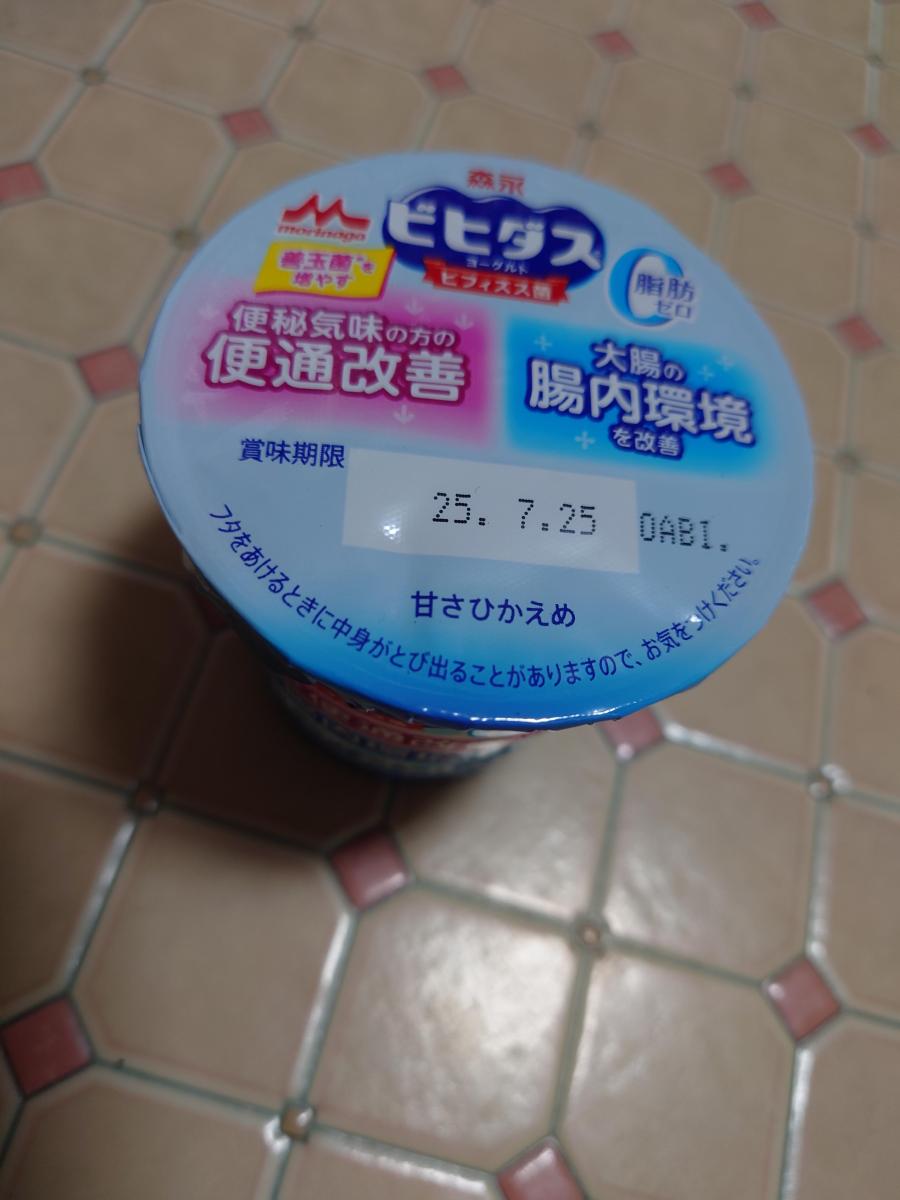 森永
morinaga
ビヒダス
ヨーグルト
ビフィズス菌
善玉菌*を
増やす
0脂肪
ゼロ
便秘気味の方の
便通改善
大腸の
腸内環境
を改善
賞味期限
25. 7.25 OABI.
甘さひかえめ
フタをあけるときに中身がとび出ることがありますので、お気をつけください。